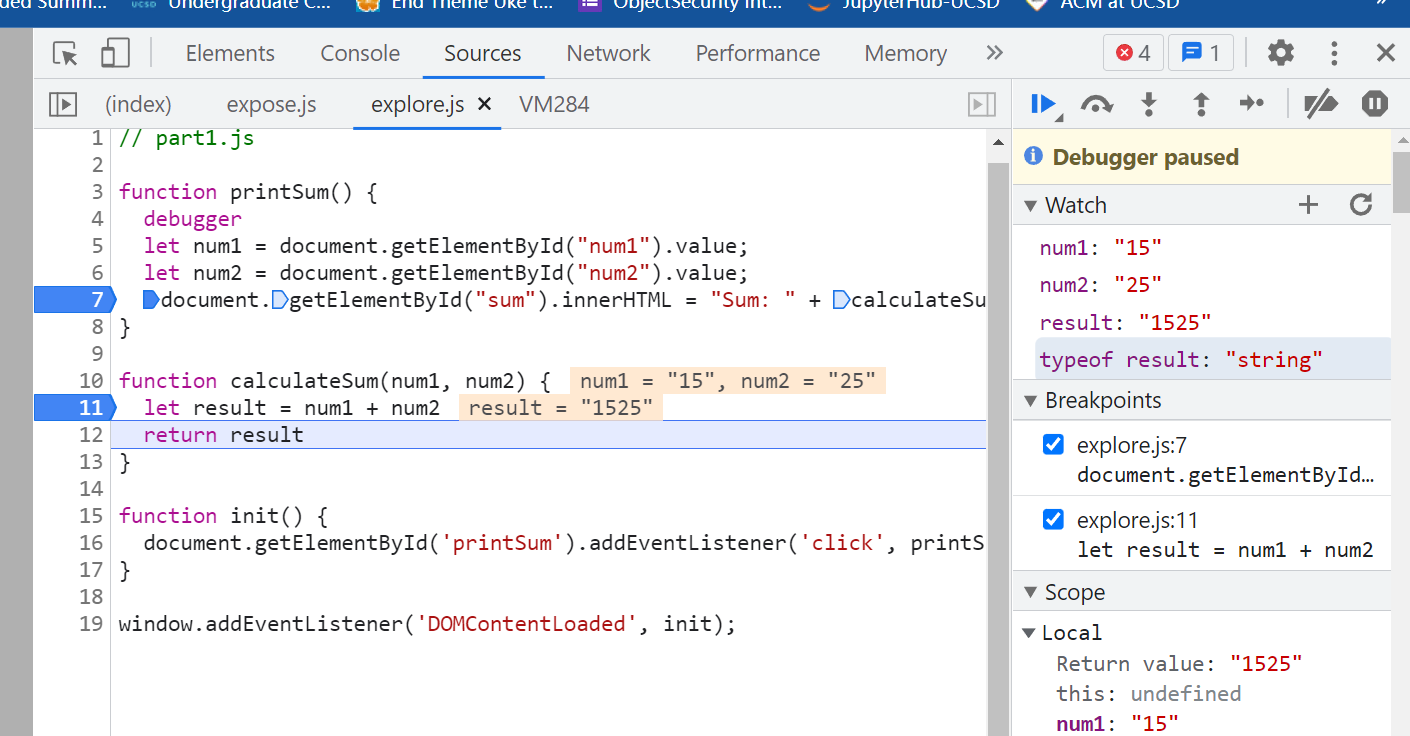 ded Summ... UCSD Undergraduate C... End Theme Uke t... ObjectSecurity Int... JupyterHub-UCSD ACM at UCSD »
Elements Console Sources Network Performance Memory » 4 1
(index) expose.js explore.js × VM284
1 // part1.js
2
3 function printSum() {
4 debugger
5 let num1 = document.getElementById("num1").value;
6 let num2 = document.getElementById("num2").value;
7 document.getElementById("sum").innerHTML = "Sum: " + calculateSu
8 }
9
10 function calculateSum(num1, num2) { num1 = "15", num2 = "25"
11 let result = num1 + num2 result = "1525"
12 return result
13 }
14
15 function init() {
16 document.getElementById('printSum').addEventListener('click', printS
17 }
18
19 window.addEventListener('DOMContentLoaded', init);
Debugger paused
Watch
num1: "15"
num2: "25"
result: "1525"
typeof result: "string"
Breakpoints
explore.js:7
document.getElementById…
explore.js:11
let result = num1 + num2
Scope
Local
Return value: "1525"
this: undefined
num1: "15"